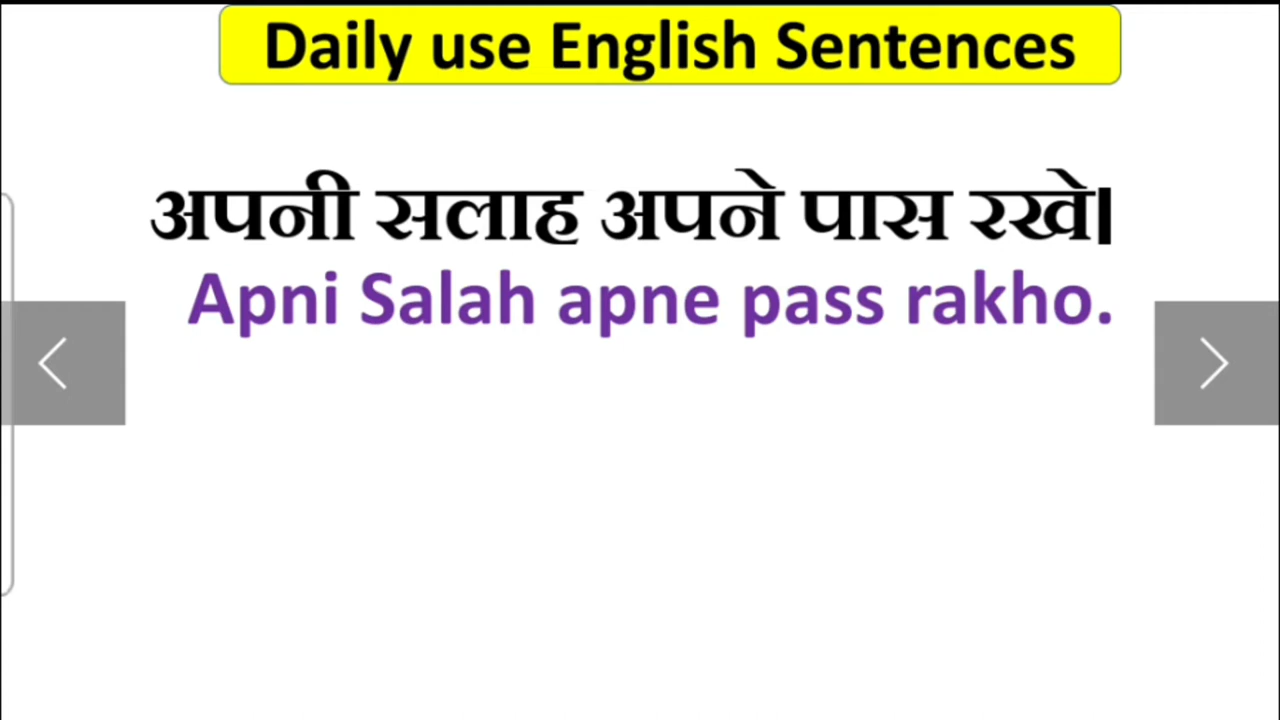 Daily use English Sentences
अपनी सलाह अपने पास रखे।
Apni Salah apne pass rakho.